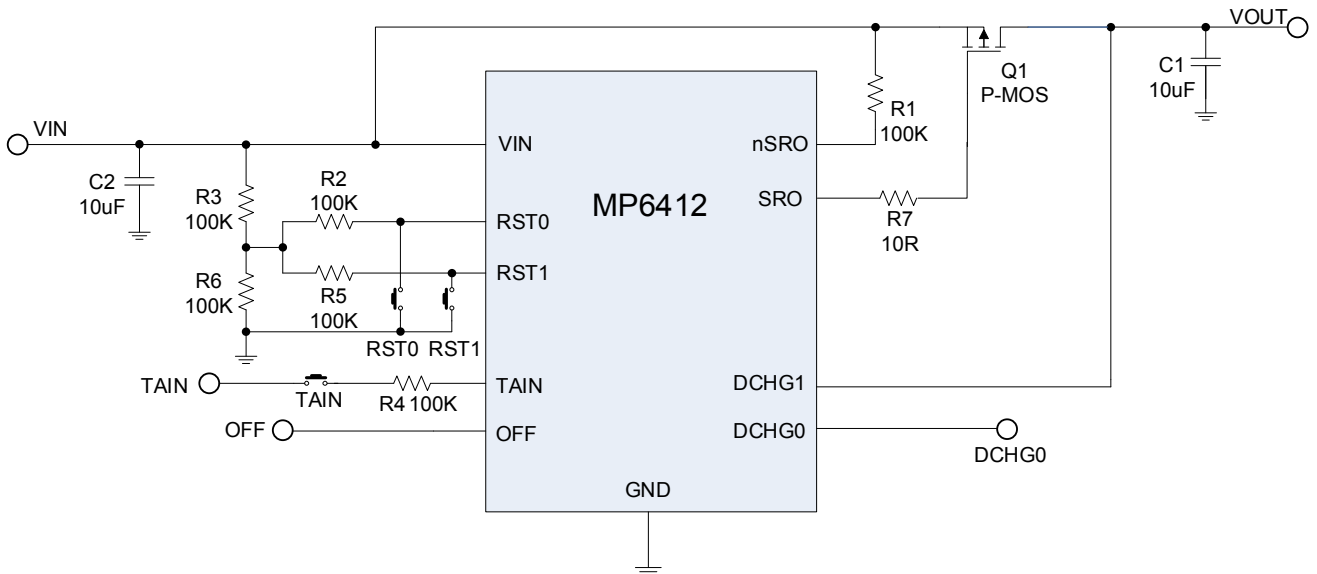 VOUT
Q1
P-MOS
C1
10uF
R1
100K
VIN
C2
10uF
R3
100K
R2
100K
VIN
nSRO
MP6412
SRO
R7
10R
RST0
RST1
R6
100K
R5
100K
RST0 RST1
TAIN
TAIN
R4 100K
TAIN
DCHG1
OFF
OFF
DCHG0
DCHG0
GND